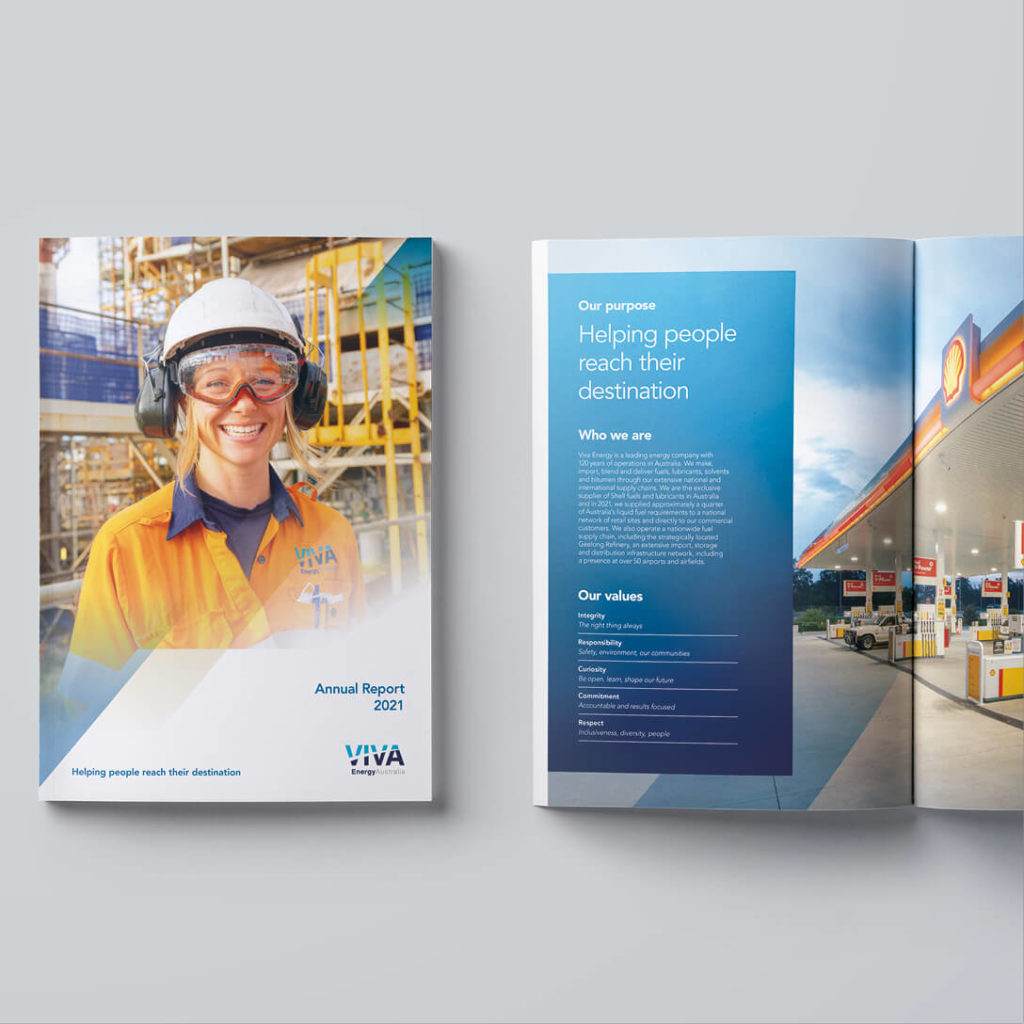 VIVA
Energy
Annual Report
2021
VIVA
EnergyAustralia
Helping people reach their destination
Our purpose
Helping people
reach their
destination
Who we are
Viva Energy is a leading energy company with
120 years of operations in Australia. We make,
import, blend and deliver fuels, lubricants, solvents
and bitumen through our extensive national and
international supply chains. We are the exclusive
supplier of Shell fuels and lubricants in Australia
and in 2021, we supplied approximately a quarter
of Australia's liquid fuel requirements to a national
network of retail sites and directly to our commercial
customers. We also operate a nationwide fuel
supply chain, including the strategically located
Geelong Refinery, an extensive import, storage
and distribution infrastructure network, including
a presence at over 50 airports and airfields.
Our values
Integrity
The right thing always
Responsibility
Safety, environment, our communities
Curiosity
Be open, learn, shape our future
Commitment
Accountable and results focused
Respect
Inclusiveness, diversity, people